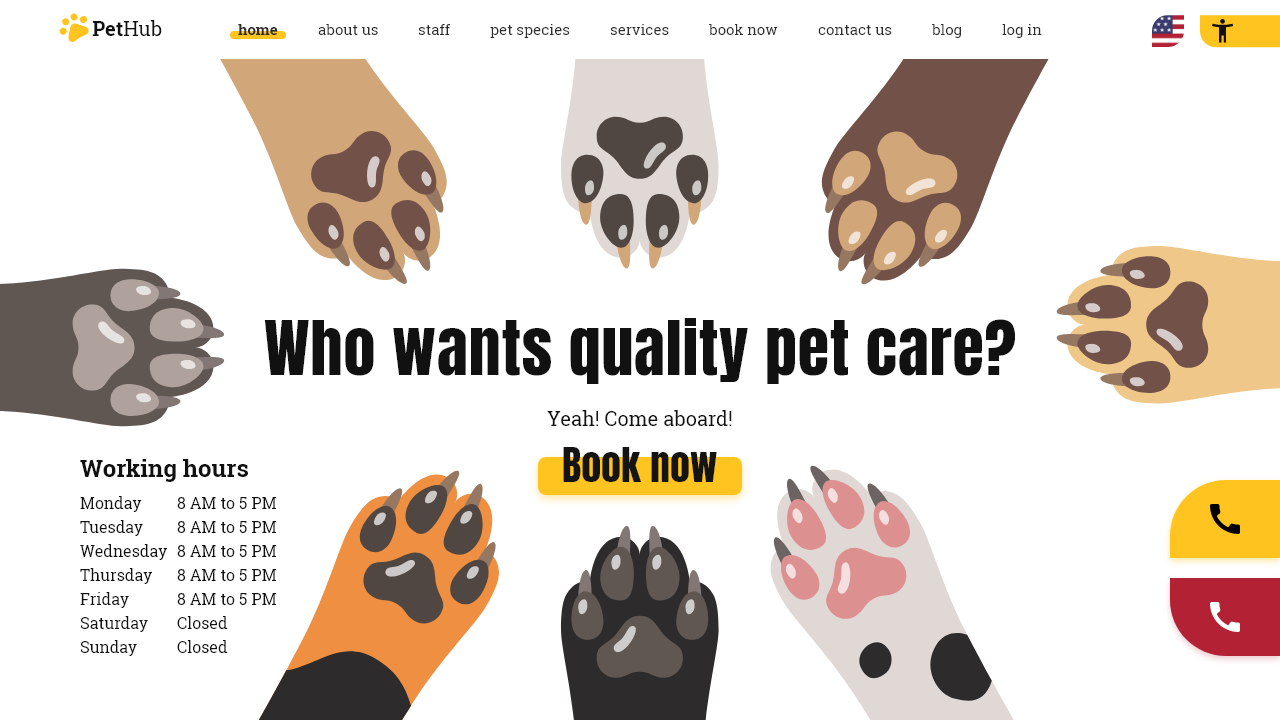 PetHub
home about us staff pet species services book now contact us blog log in
Who wants quality pet care?
Yeah! Come aboard!
Book now
Working hours
Monday 8 AM to 5 PM
Tuesday 8 AM to 5 PM
Wednesday 8 AM to 5 PM
Thursday 8 AM to 5 PM
Friday 8 AM to 5 PM
Saturday Closed
Sunday Closed